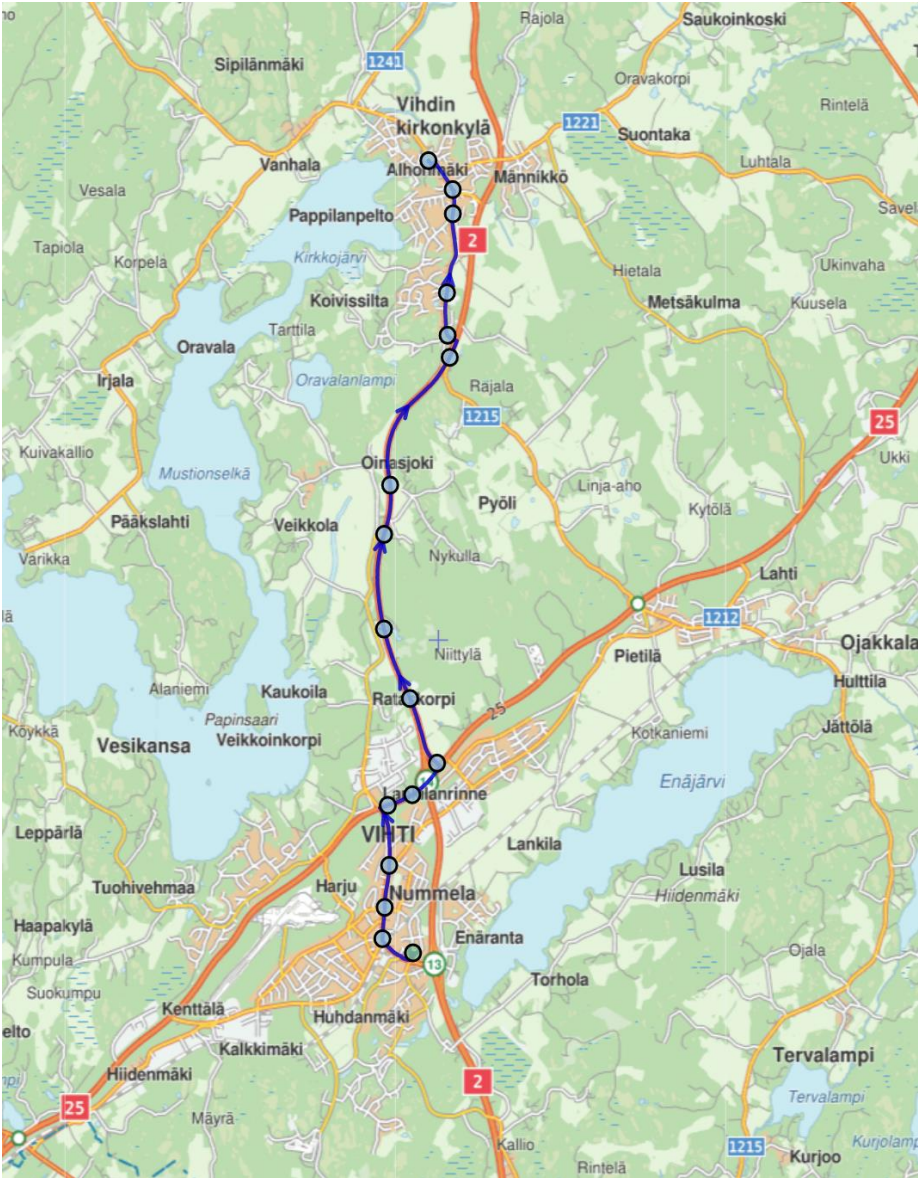 Rajola
Saukoinkoski
1241
Sipilänmäki
Oravakorpi
Vihdin
kirkonkylä
Rintelä
1221
Suontaka
Vanhala
Luhtala
Alhonmäki
Männikkö
Vesala
Pappilanpelto
2
Tapiola
Korpela
Kirkkojärvi
Ukinvaha
Hietala
Koivissilta
Metsäkulma
Kuusela
Tarttila
Oravala
Irjala
Oravalanlampi
Rajala
1215
25
Kuivakallio
Oinasjoki
Ukki
Mustionselkä
Linja-aho
Pyöli
Kytölä
Pääkslahti
Veikkola
Varikka
Nykulla
Lahti
1212
Ojakkala
Niittylä
Pietilä
Hulttila
Alaniemi
Kaukoila
25
Papinsaari
Köykkä
Veikkoinkorpi
Kotkaniemi
Jättölä
Vesikansa
Enäjärvi
Leppärlä
VIHTI
Lankila
Lusila
Tuohivehmaa
Harju
Nummela
Hiidenmäki
Haapakylä
Enäranta
Kumpula
Ojala
13
Torhola
Suokumpu
Kenttälä
Huhdanmäki
Kalkkimäki
Tervalampi
Hiidenmäki
2
Tervalampi
25
Mäyrä
Kallio
1215
Kurjoo
Rintelä